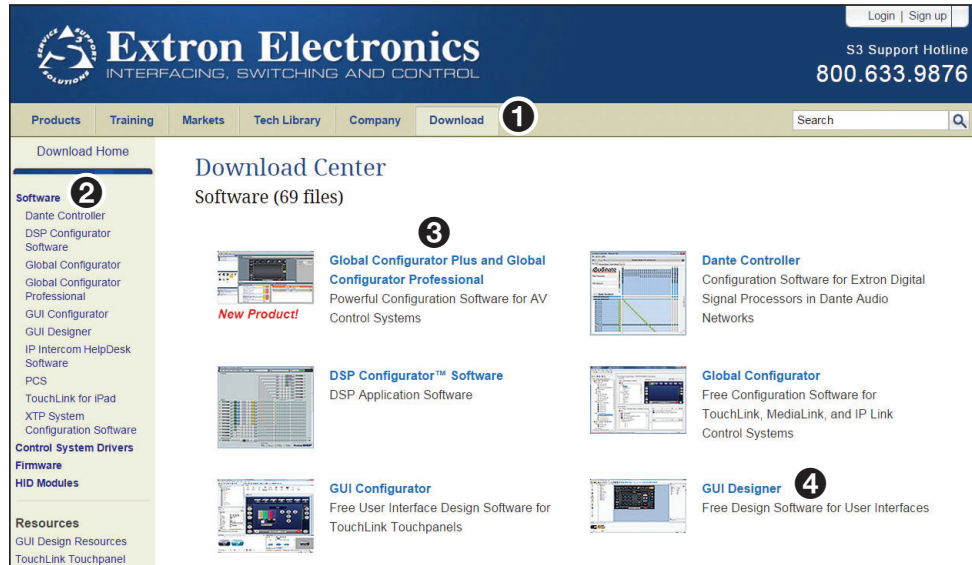 Login | Sign up
SERVICE SUPPORT SOLUTIONS
Extron Electronics
INTERFACING, SWITCHING AND CONTROL
S3 Support Hotline
800.633.9876
Products Training Markets Tech Library Company Download 1 Search
Download Home
2
Software
Dante Controller
DSP Configurator
Software
Global Configurator
Global Configurator
Professional
GUI Configurator
GUI Designer
IP Intercom HelpDesk
Software
PCS
TouchLink for iPad
XTP System
Configuration Software
Control System Drivers
Firmware
HID Modules
Resources
GUI Design Resources
TouchLink Touchpanel
Download Center
Software (69 files)
3
Global Configurator Plus and Global
Configurator Professional
Powerful Configuration Software for AV
Control Systems
New Product!
Audinate
Dante Controller
Configuration Software for Extron Digital
Signal Processors in Dante Audio
Networks
DSP Configurator™ Software
DSP Application Software
Global Configurator
Free Configuration Software for
TouchLink, MediaLink, and IP Link
Control Systems
GUI Configurator
Free User Interface Design Software for
TouchLink Touchpanels
GUI Designer 4
Free Design Software for User Interfaces